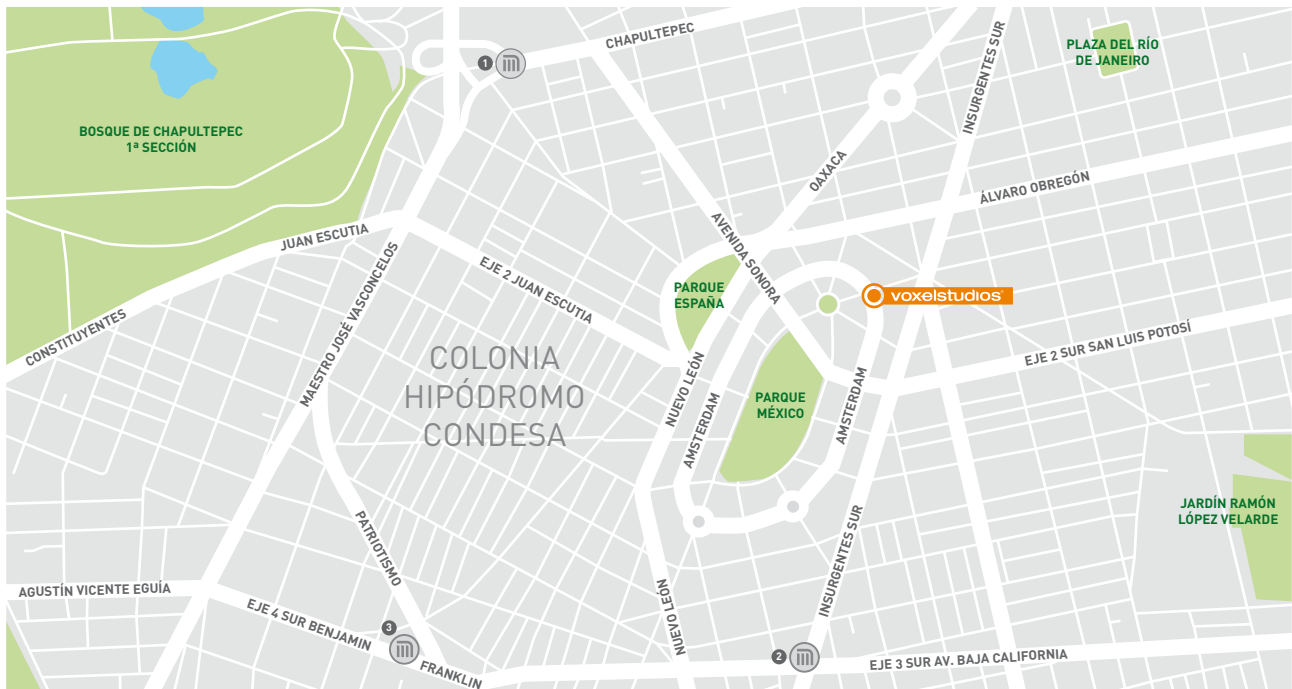 CHAPULTEPEC
INSURGENTES SUR
PLAZA DEL RÍO
DE JANEIRO
1
BOSQUE DE CHAPULTEPEC
1ª SECCIÓN
OAXACA
ÁLVARO OBREGÓN
JUAN ESCUTIA
AVENIDA SONORA
EJE 2 JUAN ESCUTIA
PARQUE
ESPAÑA
voxelstudios
CONSTITUYENTES
MAESTRO JOSÉ VASCONCELOS
EJE 2 SUR SAN LUIS POTOSÍ
COLONIA
HIPÓDROMO
CONDESA
NUEVO LEÓN
AMSTERDAM
PARQUE
MÉXICO
AMSTERDAM
JARDÍN RAMÓN
LÓPEZ VELARDE
PATRIOTISMO
INSURGENTES SUR
AGUSTÍN VICENTE EGUÍA
EJE 4 SUR BENJAMIN
FRANKLIN
3
NUEVO LEÓN
2
EJE 3 SUR AV. BAJA CALIFORNIA